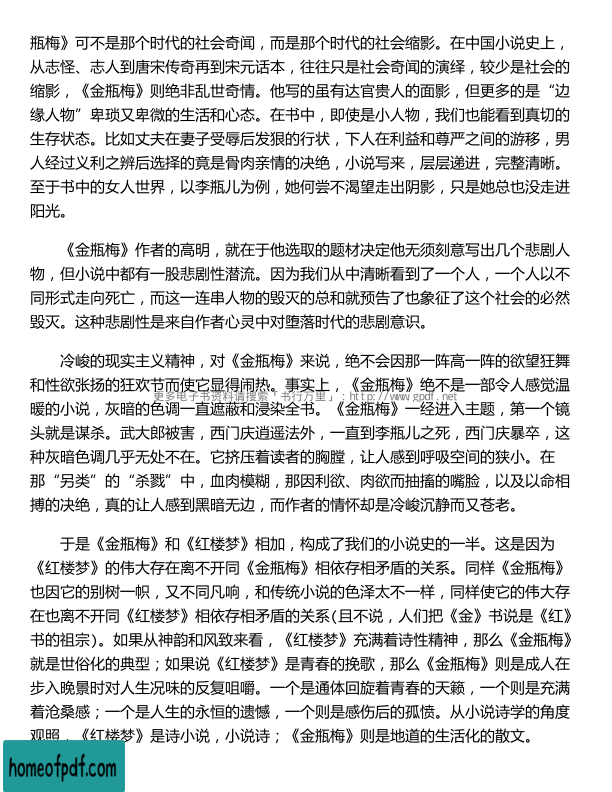 瓶梅》可不是那个时代的社会奇闻，而是那个时代的社会缩影。在中国小说史上，
从志怪、志人到唐宋传奇再到宋元话本，往往只是社会奇闻的演绎，较少是社会的
缩影，《金瓶梅》则绝非乱世奇情。他写的虽有达官贵人的面影，但更多的是“边
缘人物”卑琐又卑微的生活和心态。在书中，即使是小人物，我们也能看到真切的
生存状态。比如丈夫在妻子受辱后发狠的行状，下人在利益和尊严之间的游移，男
人经过义利之辨后选择的竟是骨肉亲情的决绝，小说写来，层层递进，完整清晰。
至于书中的女人世界，以李瓶儿为例，她何尝不渴望走出阴影，只是她总也没走进
阳光。
《金瓶梅》作者的高明，就在于他选取的题材决定他无须刻意写出几个悲剧人
物，但小说中都有一股悲剧性潜流。因为我们从中清晰看到了一个人，一个人以不
同形式走向死亡，而这一连串人物的毁灭的总和就预告了也象征了这个社会的必然
毁灭。这种悲剧性是来自作者心灵中对堕落时代的悲剧意识。
冷峻的现实主义精神，对《金瓶梅》来说，绝不会因那一阵高一阵的欲望狂舞
和性欲张扬的狂欢节而使它显得闹热。事实上，《金瓶梅》绝不是一部令人感觉温
更多电子书资料请搜索「书行万里」：http://www.gpdf.net
暖的小说，灰暗的色调一直遮蔽和浸染全书。《金瓶梅》一经进入主题，第一个镜
头就是谋杀。武大郎被害，西门庆逍遥法外，一直到李瓶儿之死，西门庆暴卒，这
种灰暗色调几乎无处不在。它挤压着读者的胸膛，让人感到呼吸空间的狭小。在
那“另类”的“杀戮”中，血肉模糊，那因利欲、肉欲而抽搐的嘴脸，以及以命相
搏的决绝，真的让人感到黑暗无边，而作者的情怀却是冷峻沉静而又苍老。
于是《金瓶梅》和《红楼梦》相加，构成了我们的小说史的一半。这是因为
《红楼梦》的伟大存在离不开同《金瓶梅》相依存相矛盾的关系。同样《金瓶梅》
也因它的别树一帜，又不同凡响，和传统小说的色泽太不一样，同样使它的伟大存
在也离不开同《红楼梦》相依存相矛盾的关系(且不说，人们把《金》书说是《红》
书的祖宗)。如果从神韵和风致来看，《红楼梦》充满着诗性精神，那么《金瓶梅》
就是世俗化的典型；如果说《红楼梦》是青春的挽歌，那么《金瓶梅》则是成人在
步入晚景时对人生况味的反复咀嚼。一个是通体回旋着青春的天籁，一个则是充满
着沧桑感；一个是人生的永恒的遗憾，一个则是感伤后的孤愤。从小说诗学的角度
观照，《红楼梦》是诗小说，小说诗；《金瓶梅》则是地道的生活化的散文。
homeofpdf.com